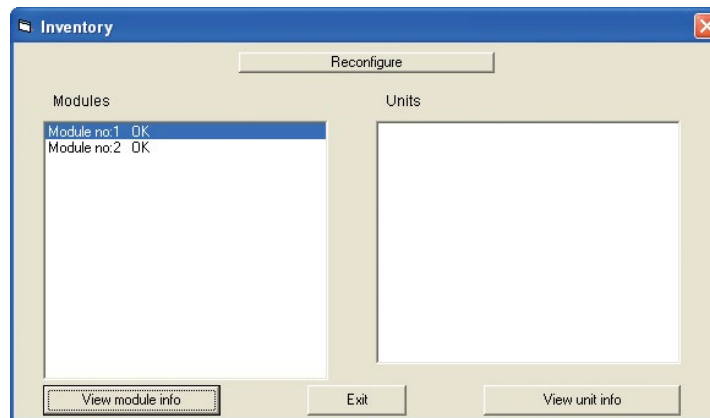 Inventory
Reconfigure
Modules
Units
Module no:1 OK
Module no:2 OK
View module info
Exit
View unit info